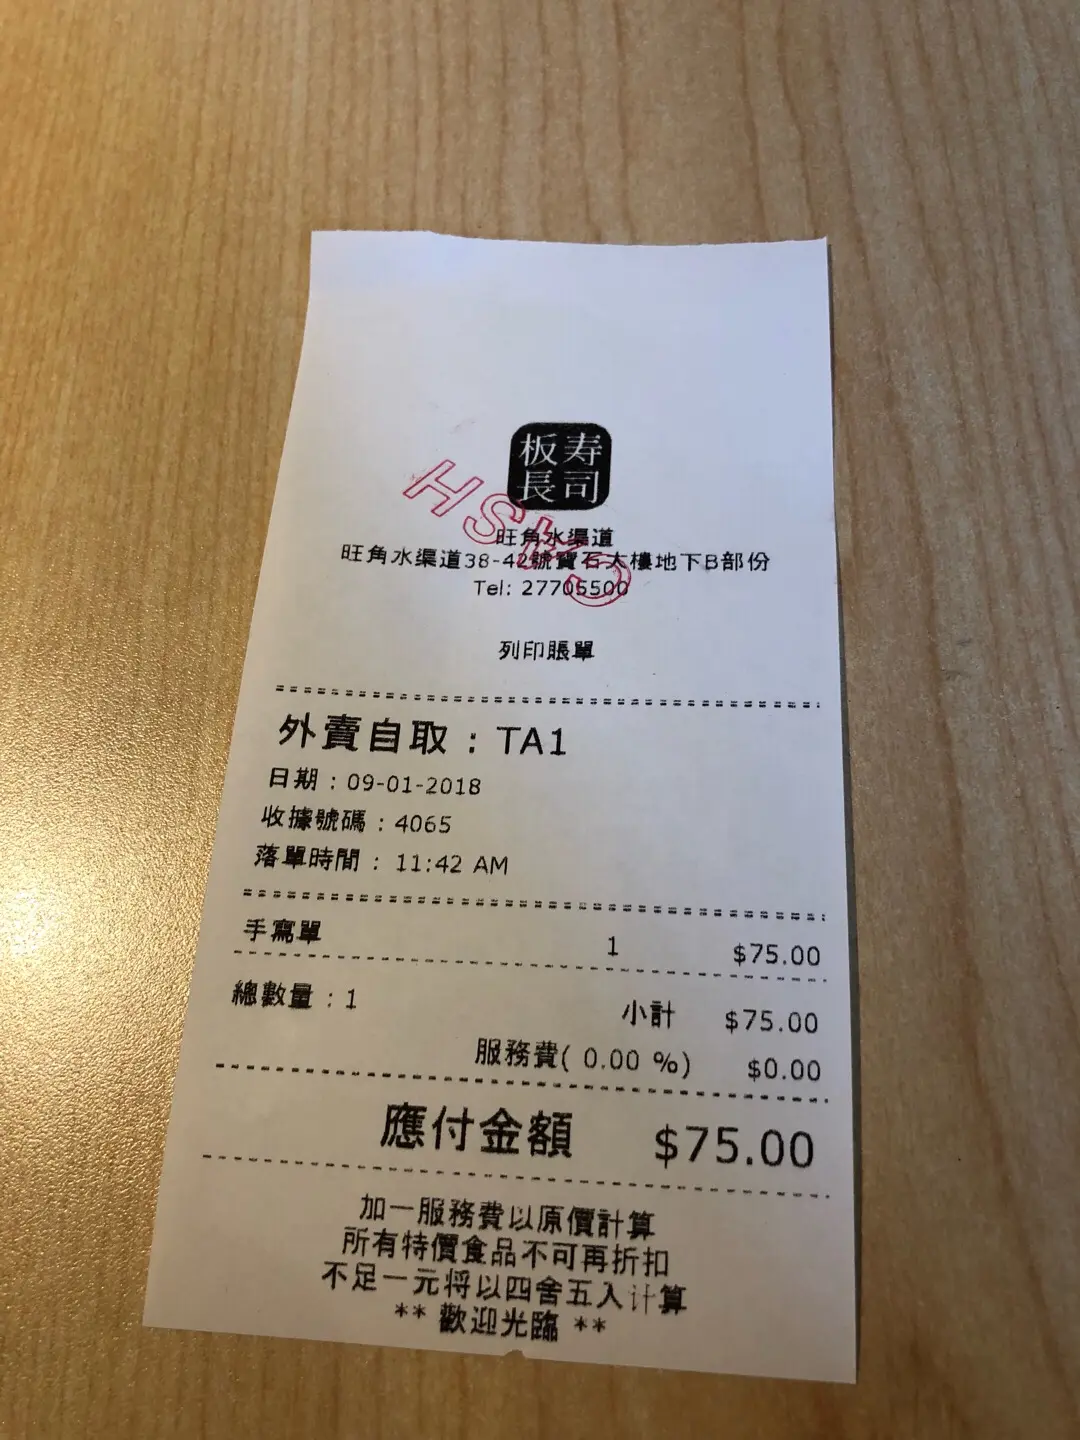 板寿
長司
HSMC
旺角水渠道
旺角水渠道38-42號寶石大樓地下B部份
Tel: 27705500
列印賬單
外賣自取 : TA1
日期 : 09-01-2018
收據號碼 : 4065
落單時間 : 11:42 AM
手寫單 1 $75.00
總數量 : 1 小計 $75.00
服務費( 0.00 %) $0.00
應付金額 $75.00
加一服務費以原價計算
所有特價食品不可再折扣
不足一元将以四舍五入计算
** 歡迎光臨 **